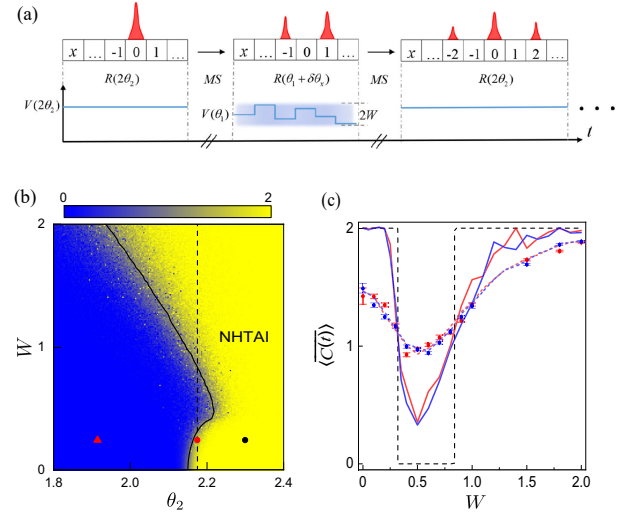 (a)
x ... -1 0 1 ...
x ... -1 0 1 ...
x ... -2 -1 0 1 2 ...
R(2θ₂) MS R(θ₁ + δθₓ) MS R(2θ₂)
V(2θ₂) V(θ₁) 2W
t
(b)
0 2
2
1
0
W
NHTAI
1.8 2.0 2.2 2.4
θ₂
(c)
2
1
0
⟨C(t)⟩
0 0.5 1.0 1.5 2.0
W